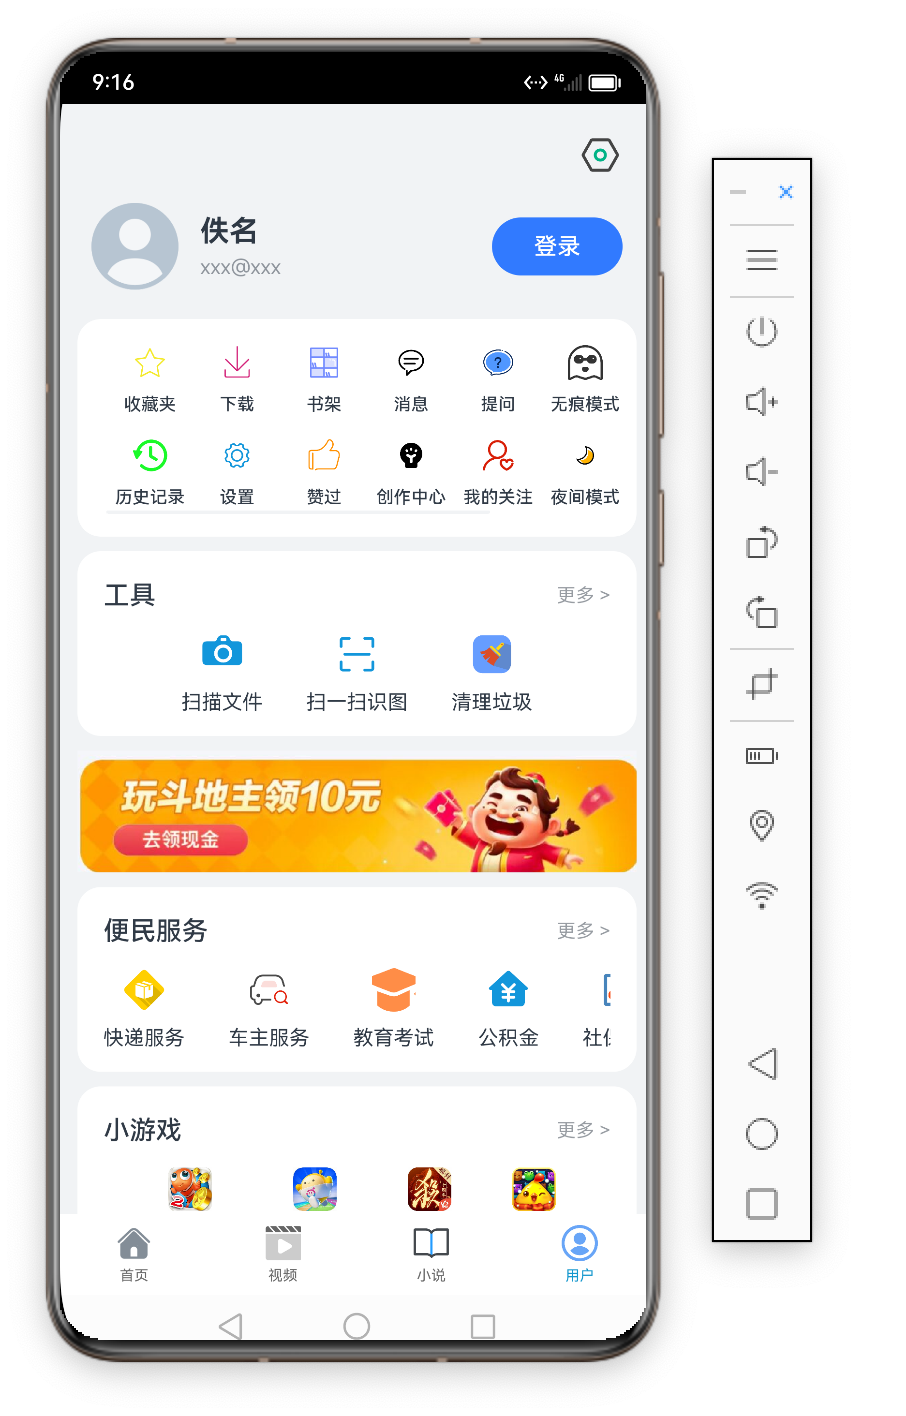 9:16
4G
佚名
xxx@xxx
登录
收藏夹 下载 书架 消息 提问 无痕模式
历史记录 设置 赞过 创作中心 我的关注 夜间模式
工具 更多 >
扫描文件 扫一扫识图 清理垃圾
玩斗地主领10元
去领现金
便民服务 更多 >
快递服务 车主服务 教育考试 公积金 社
小游戏 更多 >
2 杀
首页 视频 小说 用户